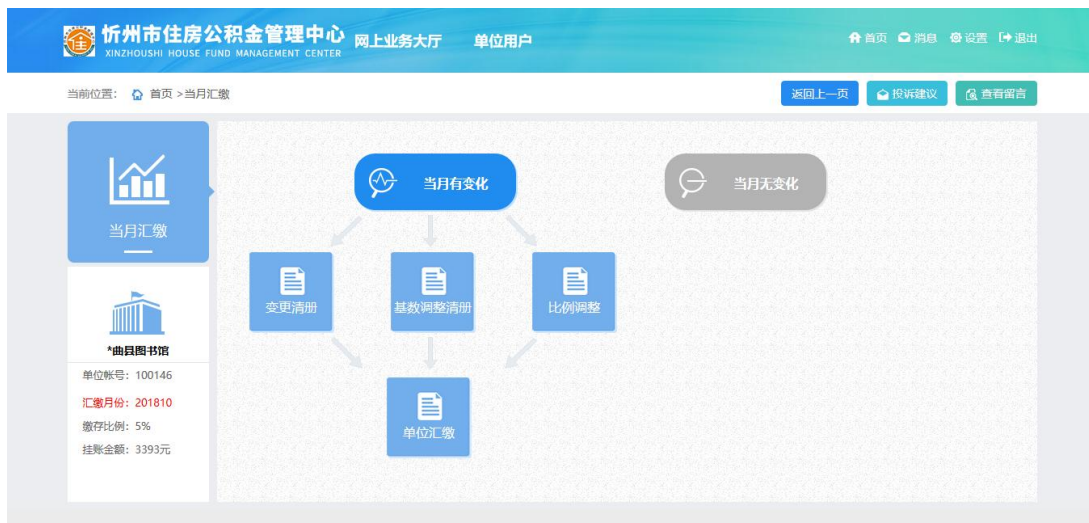 忻州市住房公积金管理中心 网上业务大厅 单位用户
XINZHOUSHI HOUSE FUND MANAGEMENT CENTER
首页 消息 设置 退出
当前位置： 首页 >当月汇缴
返回上一页 投诉建议 查看留言
当月汇缴
当月有变化 当月无变化
变更清册 基数调整清册 比例调整
单位汇缴
*曲县图书馆
单位帐号：100146
汇缴月份：201810
缴存比例：5%
挂账金额：3393元